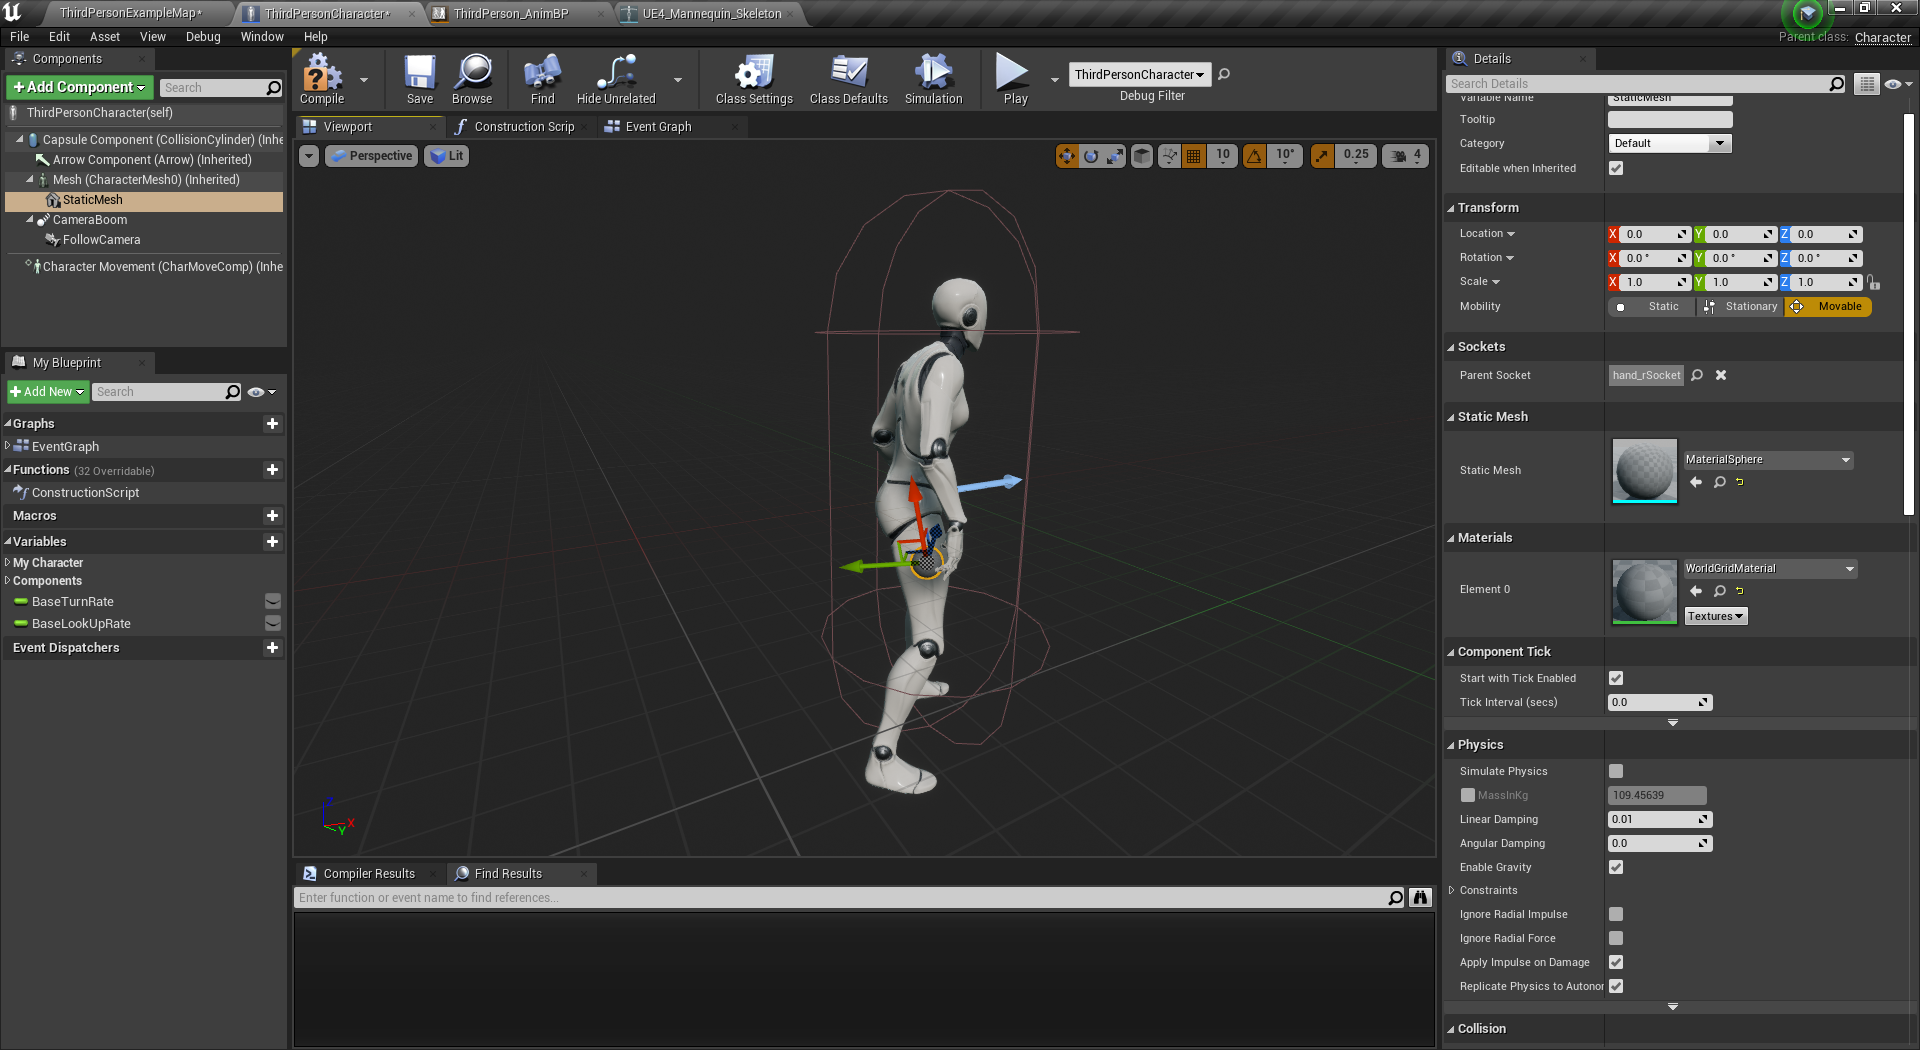 ThirdPersonExampleMap*
ThirdPersonCharacter*
ThirdPerson_AnimBP
UE4_Mannequin_Skeleton
File Edit Asset View Debug Window Help
Parent class: Character
Components
+ Add Component
Search
ThirdPersonCharacter(self)
Capsule Component (CollisionCylinder) (Inhe
Arrow Component (Arrow) (Inherited)
Mesh (CharacterMesh0) (Inherited)
StaticMesh
CameraBoom
FollowCamera
Character Movement (CharMoveComp) (Inhe
My Blueprint
+ Add New
Search
Graphs
EventGraph
Functions (32 Overridable)
ConstructionScript
Macros
Variables
My Character
Components
BaseTurnRate
BaseLookUpRate
Event Dispatchers
Compile
Save
Browse
Find
Hide Unrelated
Class Settings
Class Defaults
Simulation
Play
ThirdPersonCharacter
Debug Filter
Viewport
Construction Scrip
Event Graph
Perspective
Lit
10
10°
0.25
4
Z
X
Y
Compiler Results
Find Results
Enter function or event name to find references...
Details
Search Details
Variable Name StaticMesh
Tooltip
Category Default
Editable when Inherited
Transform
Location X 0.0 Y 0.0 Z 0.0
Rotation X 0.0 ° Y 0.0 ° Z 0.0 °
Scale X 1.0 Y 1.0 Z 1.0
Mobility Static Stationary Movable
Sockets
Parent Socket hand_rSocket
Static Mesh
Static Mesh MaterialSphere
Materials
Element 0 WorldGridMaterial
Textures
Component Tick
Start with Tick Enabled
Tick Interval (secs) 0.0
Physics
Simulate Physics
MassInKg 109.45639
Linear Damping 0.01
Angular Damping 0.0
Enable Gravity
Constraints
Ignore Radial Impulse
Ignore Radial Force
Apply Impulse on Damage
Replicate Physics to Autonor
Collision